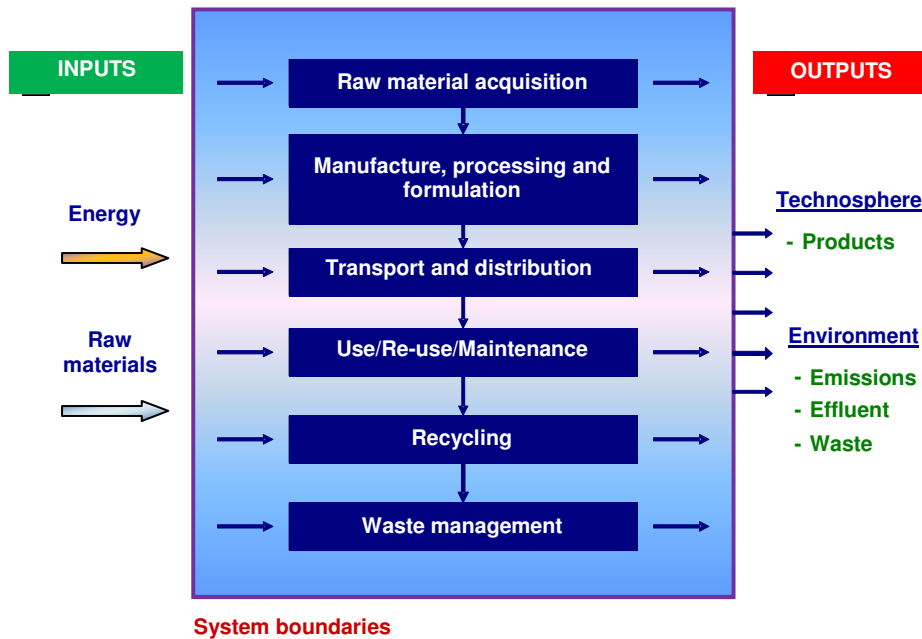 INPUTS
OUTPUTS
Raw material acquisition
Manufacture, processing and
formulation
Energy
Technosphere
- Products
Transport and distribution
Raw
materials
Use/Re-use/Maintenance
Environment
- Emissions
- Effluent
- Waste
Recycling
Waste management
System boundaries